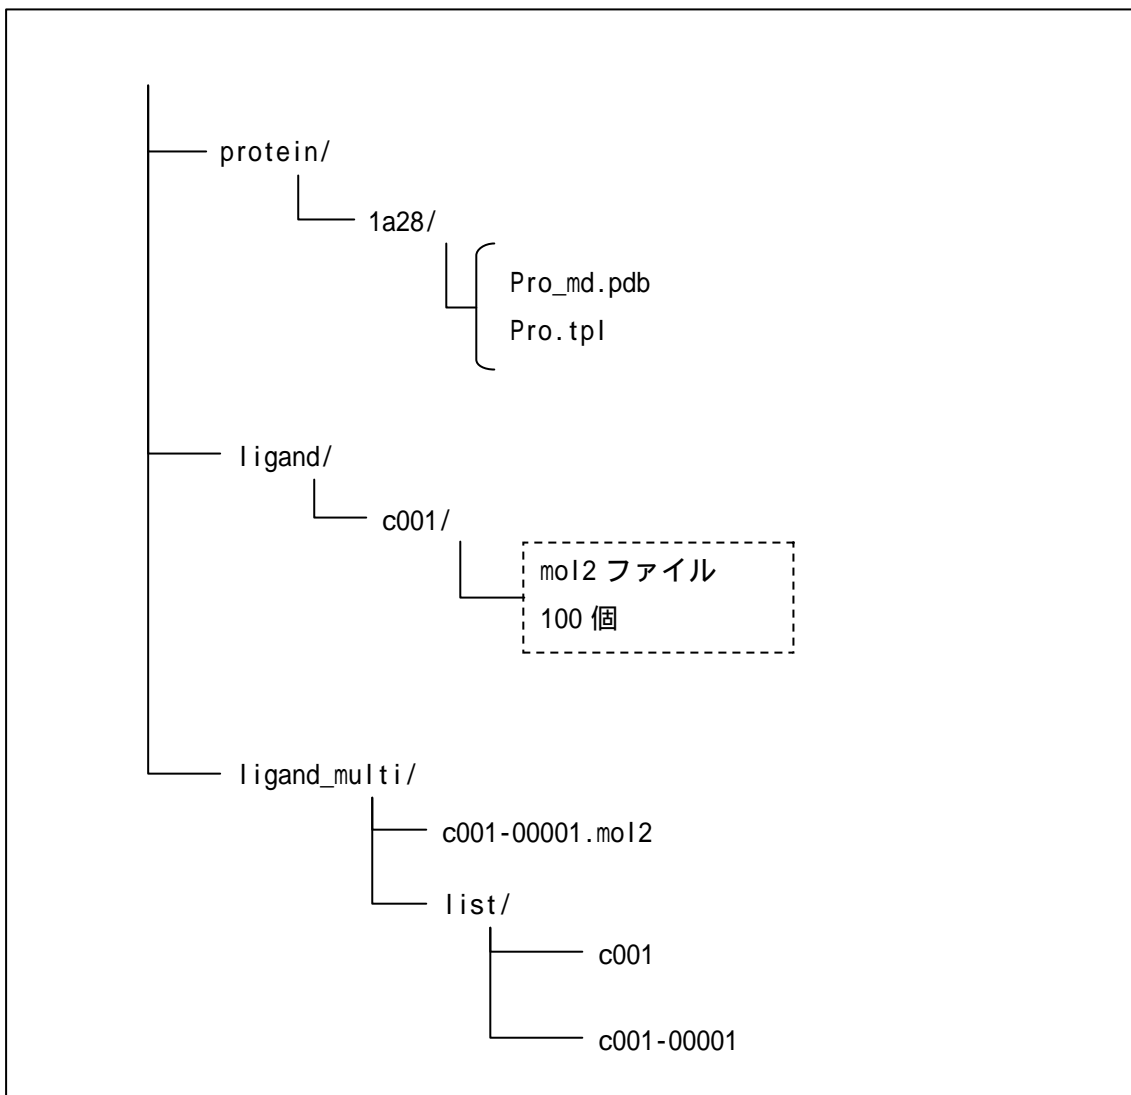 protein/
1a28/
Pro_md.pdb
Pro.tpl
ligand/
c001/
mol2 ファイル
100 個
ligand_multi/
c001-00001.mol2
list/
c001
c001-00001